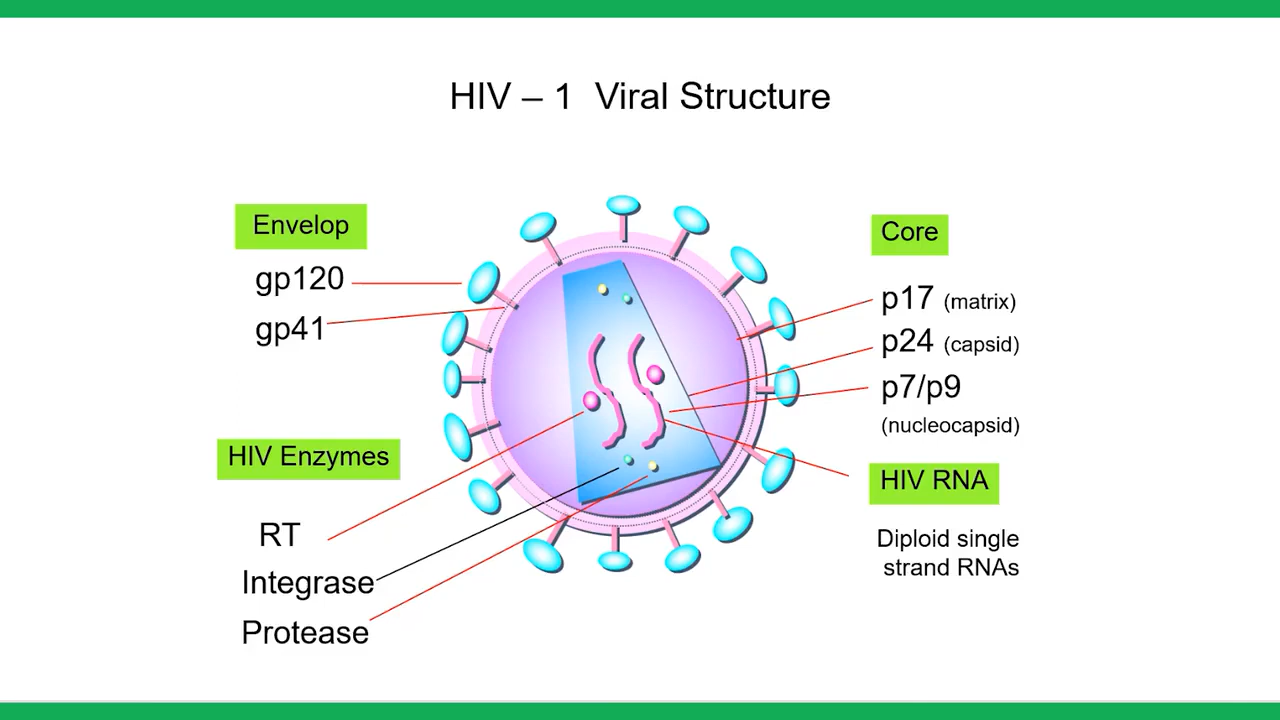 HIV – 1 Viral Structure
Envelop
gp120
gp41
HIV Enzymes
RT
Integrase
Protease
Core
p17 (matrix)
p24 (capsid)
p7/p9
(nucleocapsid)
HIV RNA
Diploid single
strand RNAs